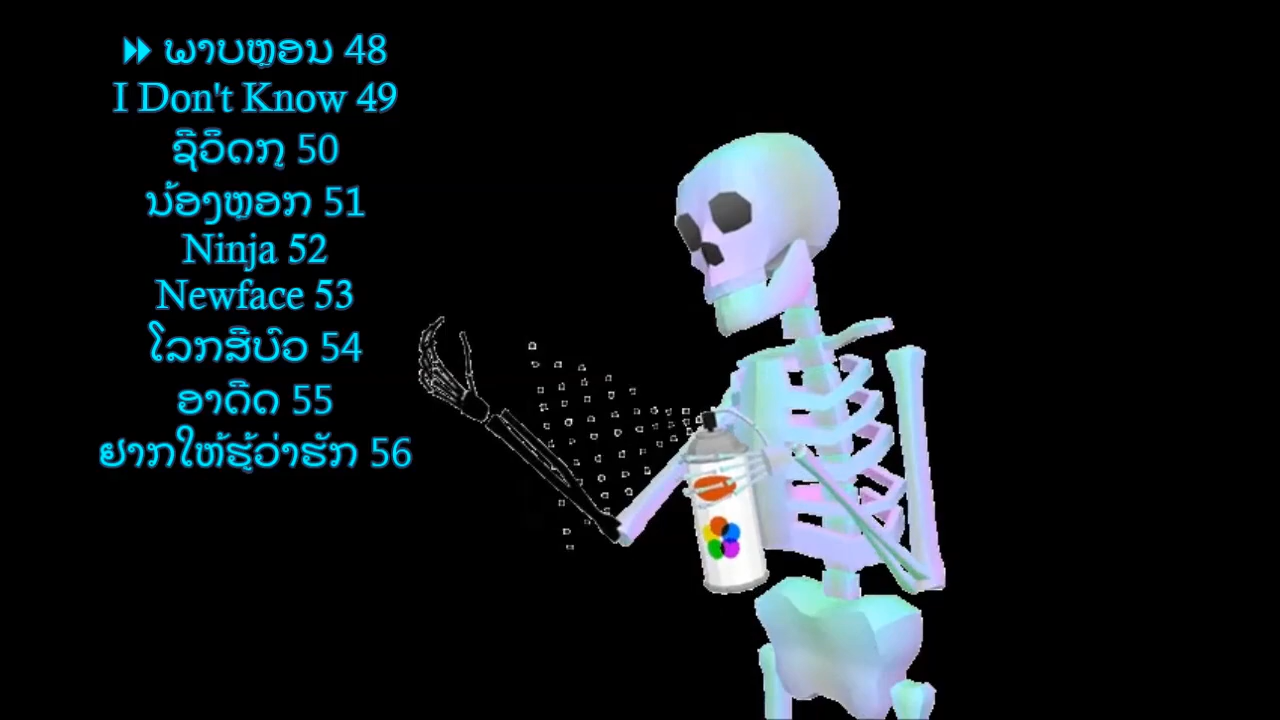 ⏩ ພາບຫຼອນ 48
I Don't Know 49
ຊີວິດກູ 50
ນ້ອງຫຼອກ 51
Ninja 52
Newface 53
ໂລກສີບົວ 54
ອາດີດ 55
ຢາກໃຫ້ຮູ້ວ່າຮັກ 56